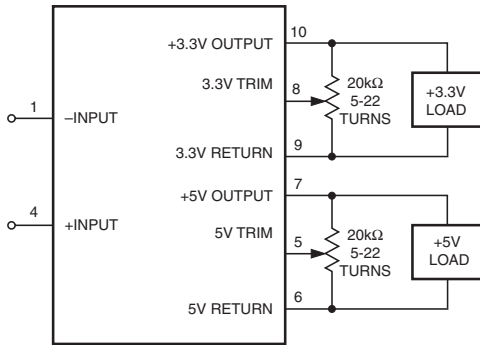 10
+3.3V OUTPUT
3.3V TRIM
8
20kΩ
5-22
TURNS
+3.3V
LOAD
1
–INPUT
3.3V RETURN
9
+5V OUTPUT
7
4
+INPUT
5V TRIM
5
20kΩ
5-22
TURNS
+5V
LOAD
5V RETURN
6